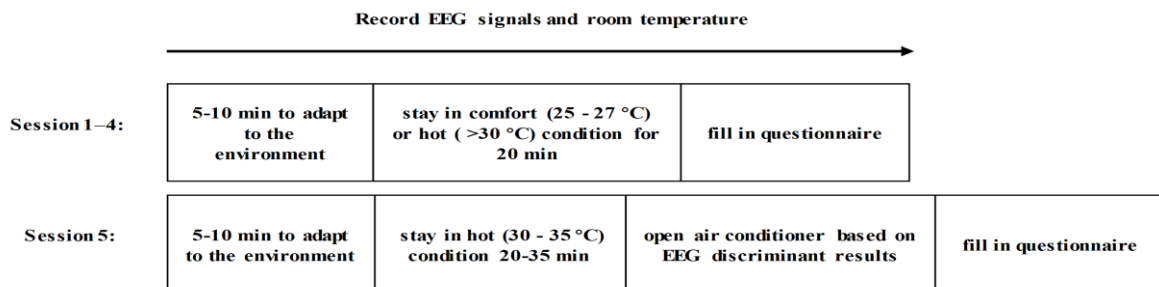 Record EEG signals and room temperature
Session 1–4:
5-10 min to adapt
to the
environment
stay in comfort (25 - 27 °C)
or hot ( >30 °C) condition for
20 min
fill in questionnaire
Session 5:
5-10 min to adapt
to the environment
stay in hot (30 - 35 °C)
condition 20-35 min
open air conditioner based on
EEG discriminant results
fill in questionnaire